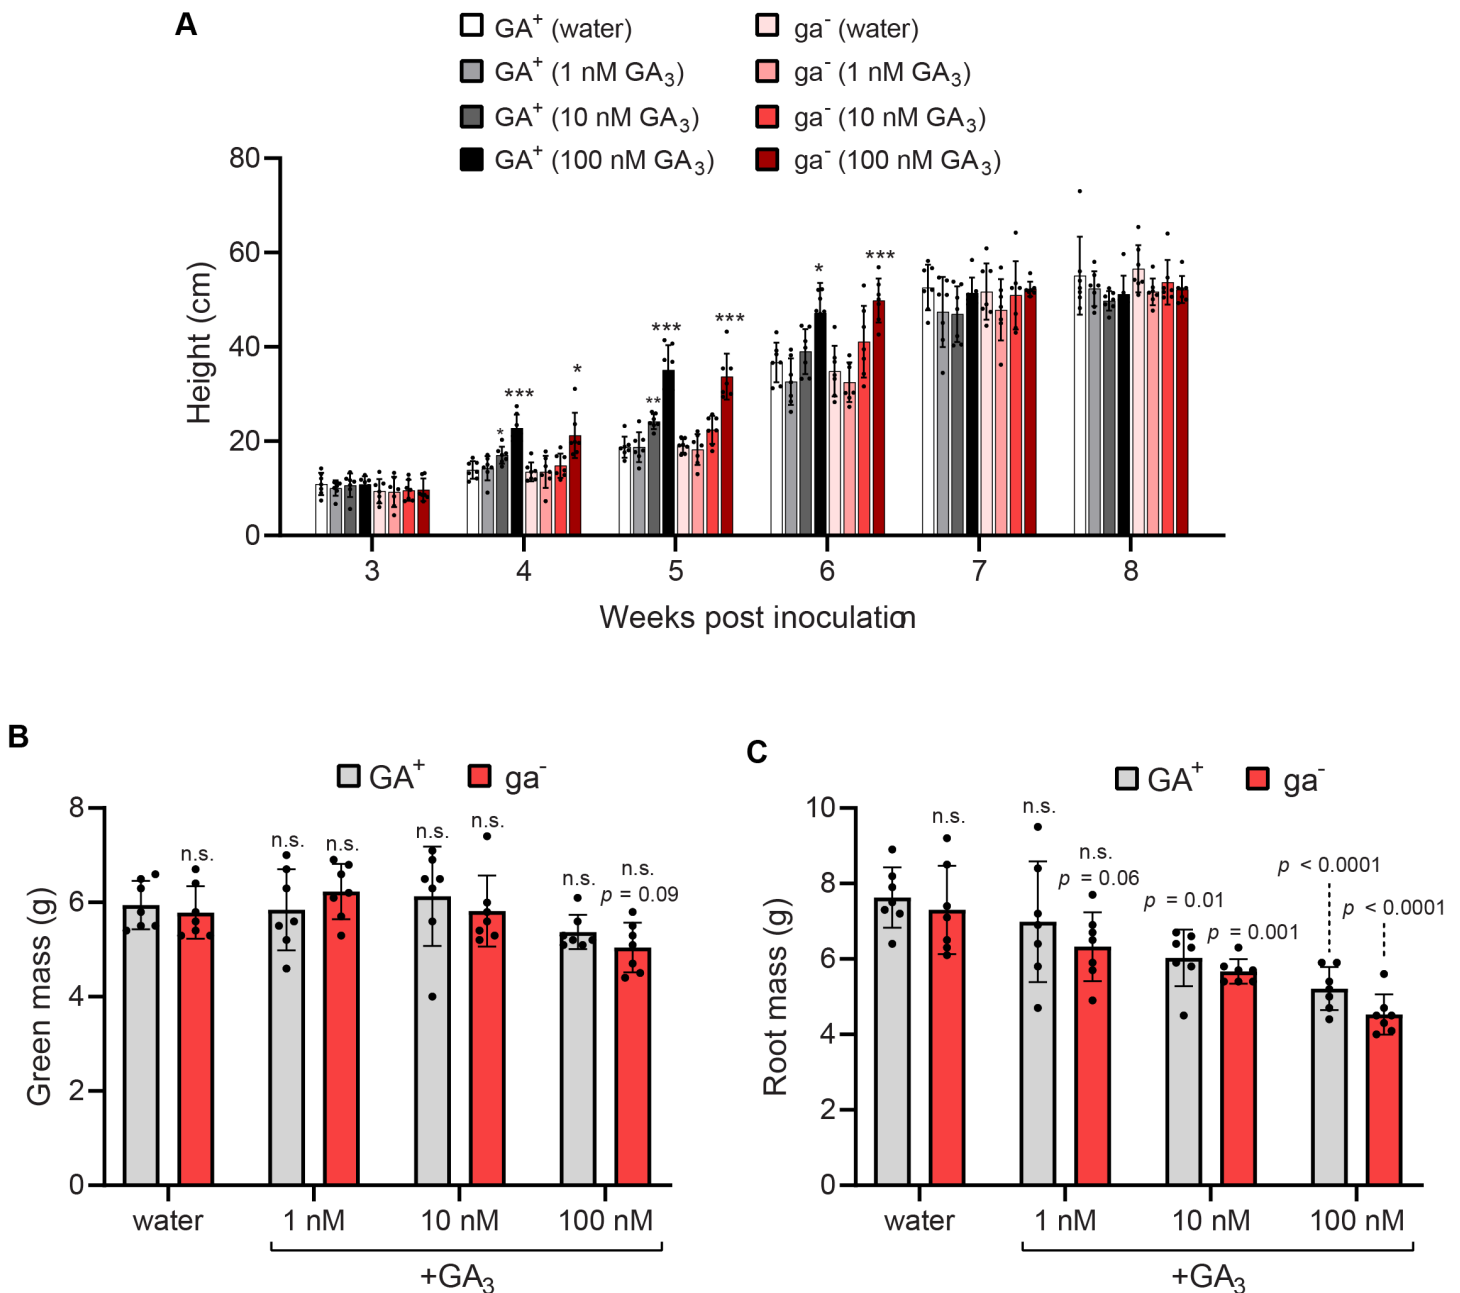 A
GA⁺ (water)
ga⁻ (water)
GA⁺ (1 nM GA₃)
ga⁻ (1 nM GA₃)
GA⁺ (10 nM GA₃)
ga⁻ (10 nM GA₃)
GA⁺ (100 nM GA₃)
ga⁻ (100 nM GA₃)
Height (cm)
80
60
40
20
0
*
***
*
**
***
***
*
***
3 4 5 6 7 8
Weeks post inoculation
B
GA⁺ ga⁻
Green mass (g)
8
6
4
2
0
n.s.
n.s.
n.s.
n.s.
n.s.
n.s.
n.s.
p = 0.09
water 1 nM 10 nM 100 nM
+GA₃
C
GA⁺ ga⁻
Root mass (g)
10
8
6
4
2
0
n.s.
n.s.
n.s.
p = 0.06
p = 0.01
p = 0.001
p < 0.0001
p < 0.0001
water 1 nM 10 nM 100 nM
+GA₃